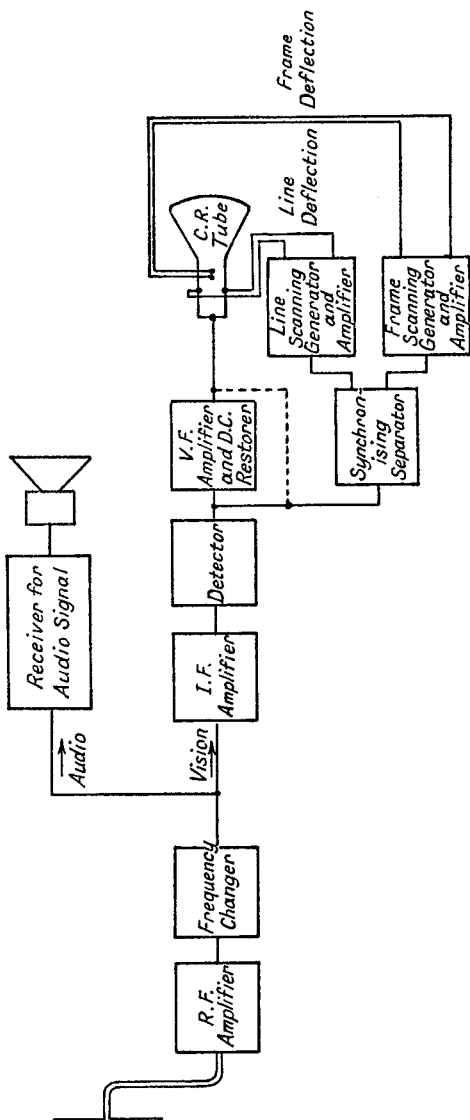 R.F.
Amplifier
Frequency
Changer
Audio
Vision
Receiver for
Audio Signal
I.F.
Amplifier
Detector
V.F.
Amplifier
and D.C.
Restorer
C.R.
Tube
Line
Deflection
Frame
Deflection
Line
Scanning
Generator
and
Amplifier
Synchron-
ising
Separator
Frame
Scanning
Generator
and
Amplifier